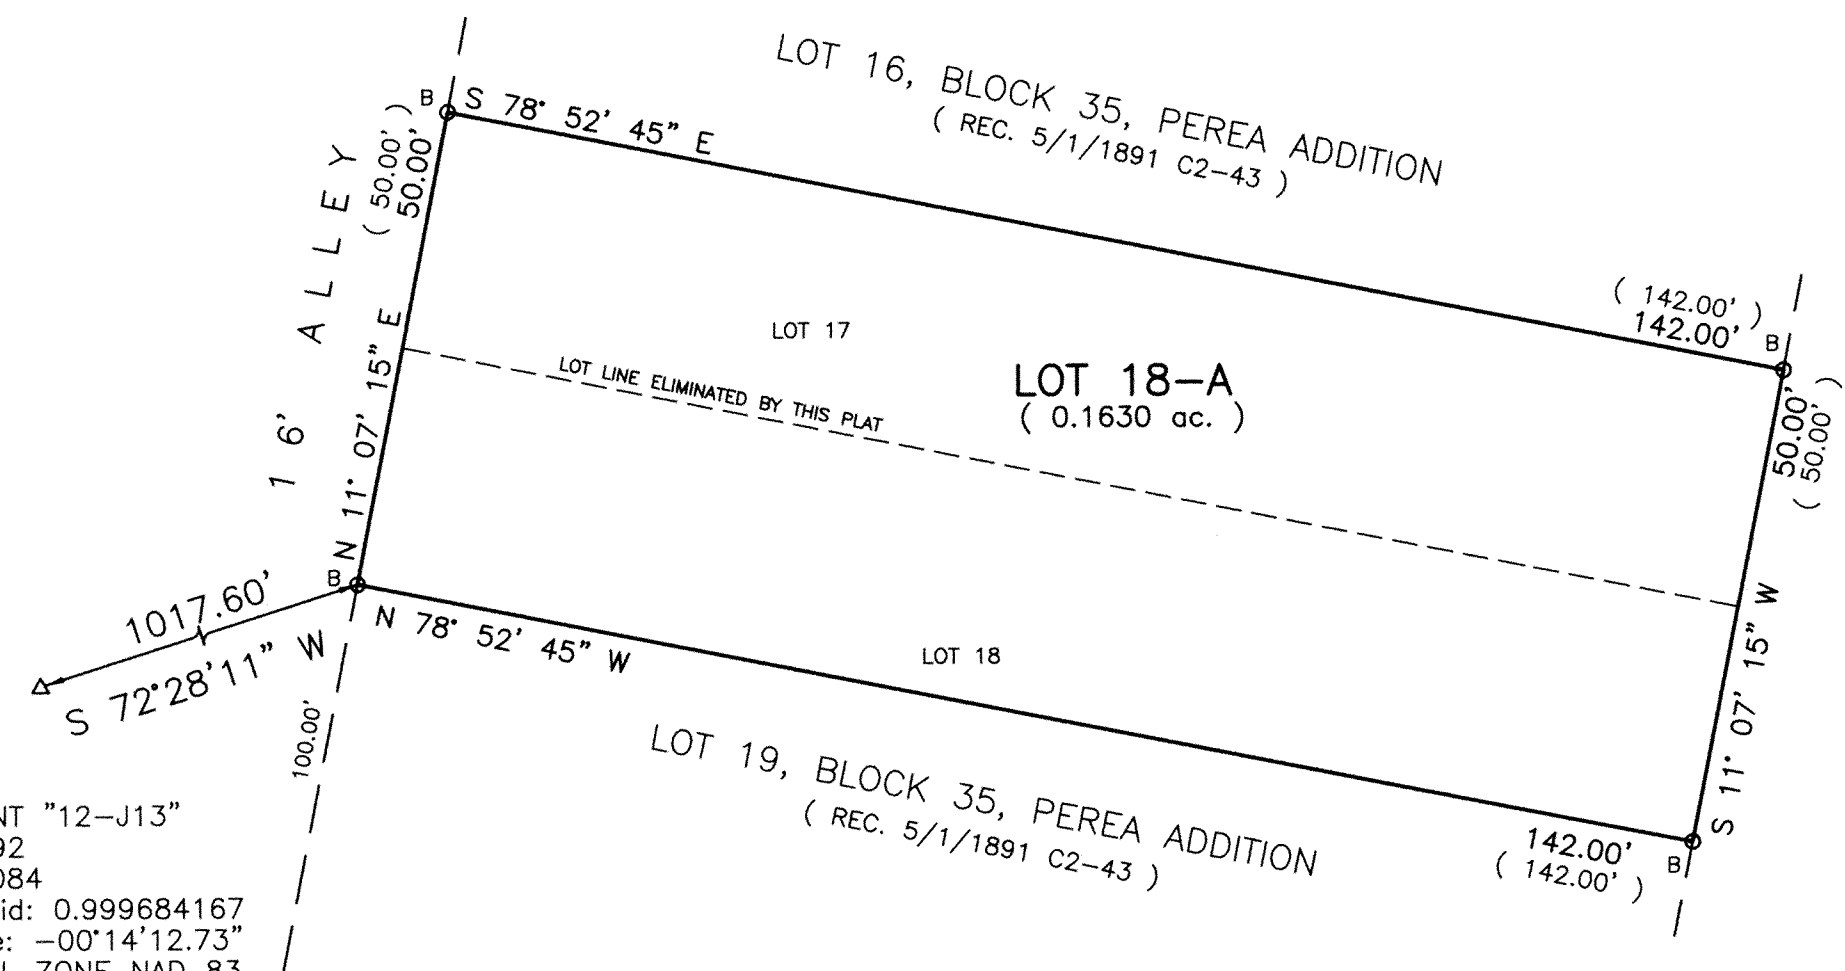 LOT 16, BLOCK 35, PEREA ADDITION
( REC. 5/1/1891 C2-43 )
B
S 78° 52' 45" E
( 50.00' )
50.00'
16' ALLEY
N 11° 07' 15" E
( 142.00' )
142.00'
B
LOT 17
LOT LINE ELIMINATED BY THIS PLAT
LOT 18-A
( 0.1630 ac. )
50.00'
( 50.00' )
S 11° 07' 15" W
B
1017.60'
S 72°28'11" W
N 78° 52' 45" W
LOT 18
100.00'
LOT 19, BLOCK 35, PEREA ADDITION
( REC. 5/1/1891 C2-43 )
142.00'
( 142.00' )
B
NT "12-J13"
92
084
id: 0.999684167
e: -00°14'12.73"
L ZONE NAD 83